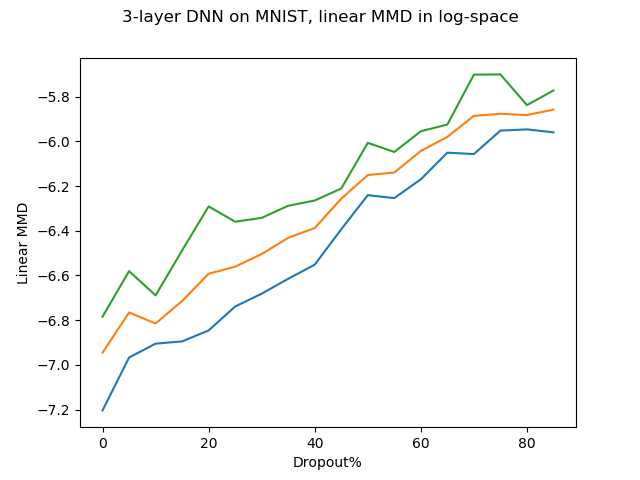 3-layer DNN on MNIST, linear MMD in log-space
−5.8
−6.0
−6.2
−6.4
−6.6
−6.8
−7.0
−7.2
Linear MMD
0 20 40 60 80
Dropout%